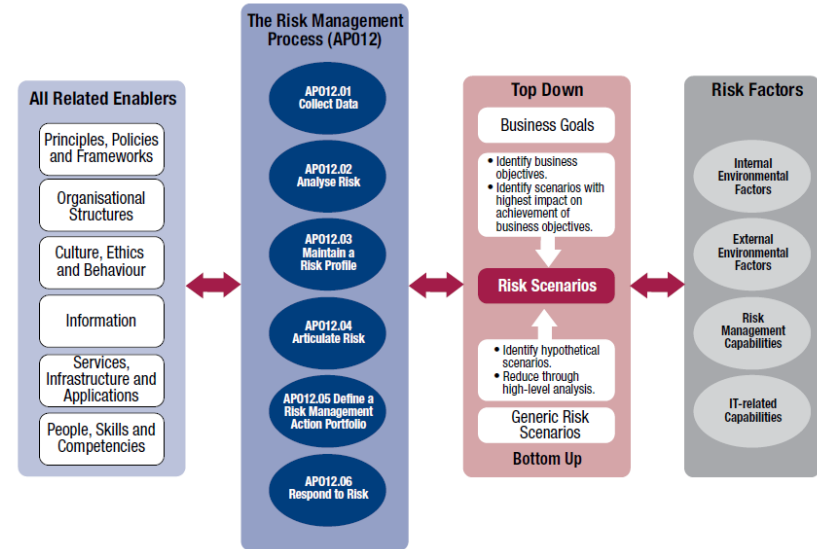 All Related Enablers
Principles, Policies
and Frameworks
Organisational
Structures
Culture, Ethics
and Behaviour
Information
Services,
Infrastructure and
Applications
People, Skills and
Competencies
The Risk Management
Process (APO12)
APO12.01
Collect Data
APO12.02
Analyse Risk
APO12.03
Maintain a
Risk Profile
APO12.04
Articulate Risk
APO12.05 Define a
Risk Management
Action Portfolio
APO12.06
Respond to Risk
Top Down
Business Goals
• Identify business
objectives.
• Identify scenarios with
highest impact on
achievement of
business objectives.
Risk Scenarios
• Identify hypothetical
scenarios.
• Reduce through
high-level analysis.
Generic Risk
Scenarios
Bottom Up
Risk Factors
Internal
Environmental
Factors
External
Environmental
Factors
Risk
Management
Capabilities
IT-related
Capabilities